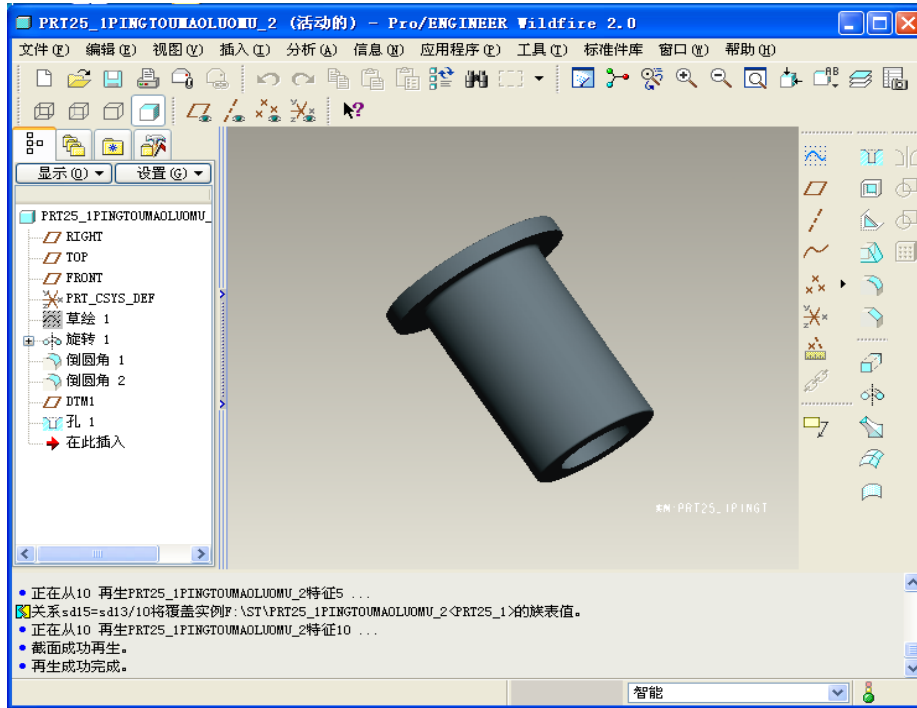 PRT25_1PINGTOUMAOLUOMU_2 (活动的) - Pro/ENGINEER Wildfire 2.0
文件(F) 编辑(E) 视图(V) 插入(I) 分析(A) 信息(N) 应用程序(P) 工具(T) 标准件库 窗口(W) 帮助(H)
显示(O) 设置(G)
PRT25_1PINGTOUMAOLUOMU_
RIGHT
TOP
FRONT
PRT_CSYS_DEF
草绘 1
旋转 1
倒圆角 1
倒圆角 2
DTM1
孔 1
在此插入
PRT25_1PINGT
正在从10 再生PRT25_1PINGTOUMAOLUOMU_2特征5 ...
关系sd15=sd13/10将覆盖实例F:\ST\PRT25_1PINGTOUMAOLUOMU_2<PRT25_1>的族表值。
正在从10 再生PRT25_1PINGTOUMAOLUOMU_2特征10 ...
截面成功再生。
再生成功完成。
智能